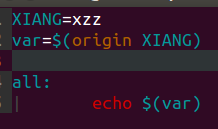 XIANG=xzz
var=$(origin XIANG)
all:
echo $(var)